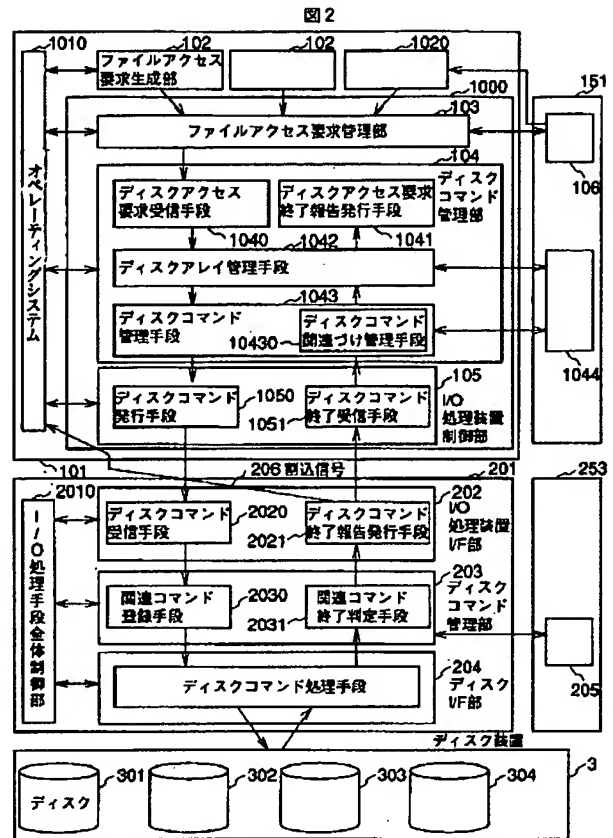 図2
1010
102
102
1020
ファイルアクセス
要求生成部
1000
151
103
ファイルアクセス要求管理部
106
オペレーティングシステム
104
ディスクアクセス
要求受信手段
ディスクアクセス要求
終了報告発行手段
ディスク
コマンド
管理部
1040
1042
1041
ディスクアレイ管理手段
1043
ディスクコマンド
管理手段
ディスクコマンド
関連づけ管理手段
10430
1044
105
ディスクコマンド
発行手段
1050
1051
ディスクコマンド
終了受信手段
I/O
処理装置
制御部
101
206 割込信号
201
253
2010
202
ディスクコマンド
受信手段
2020
2021
ディスクコマンド
終了報告発行手段
I/O
処理装置
I/F部
I/O処理手段全体制御部
203
関連コマンド
登録手段
2030
2031
関連コマンド
終了判定手段
ディスク
コマンド
管理部
204
ディスクコマンド処理手段
ディスク
I/F部
205
ディスク装置
301
302
303
304
3
ディスク